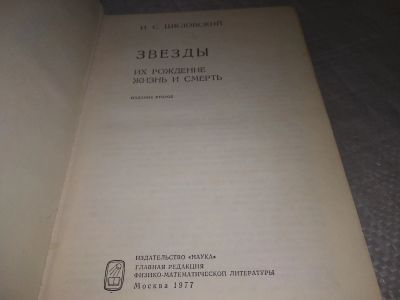 И. С. ШКЛОВСКИЙ
ЗВЕЗДЫ
ИХ РОЖДЕНИЕ
ЖИЗНЬ И СМЕРТЬ
ИЗДАНИЕ ВТОРОЕ
ИЗДАТЕЛЬСТВО «НАУКА»
ГЛАВНАЯ РЕДАКЦИЯ
ФИЗИКО-МАТЕМАТИЧЕСКОЙ ЛИТЕРАТУРЫ
Москва 1977